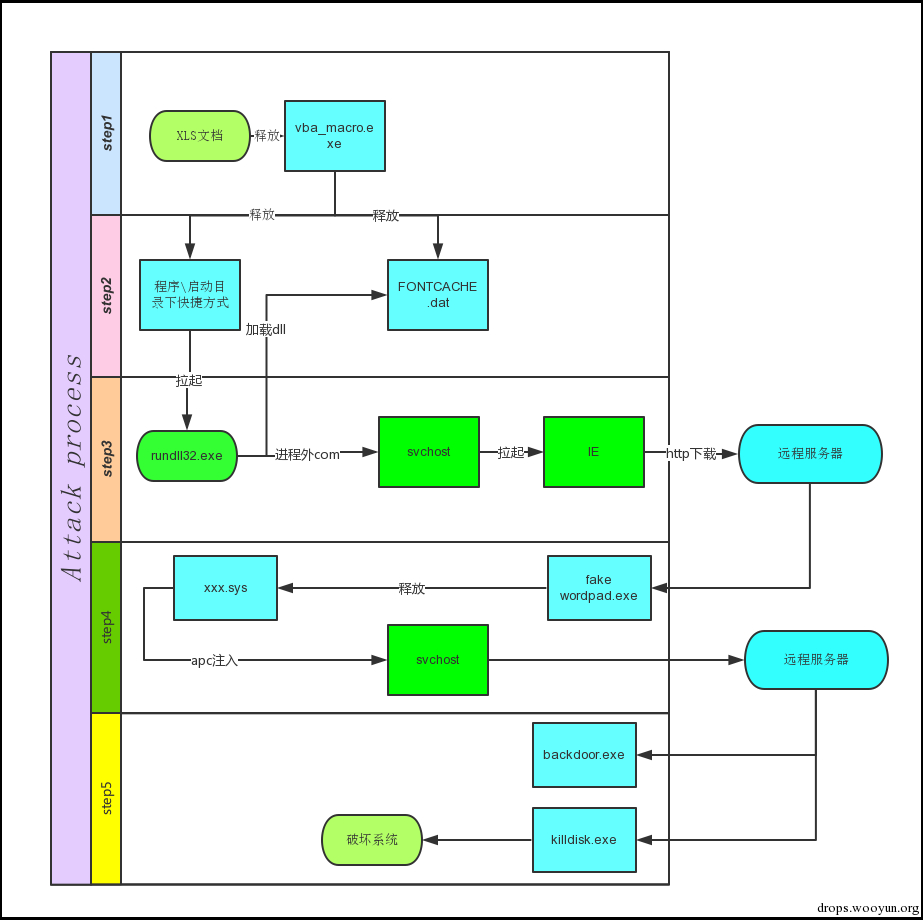 Attack process
step1
XLS文档
释放
vba_macro.e
xe
释放
释放
step2
程序\启动目
录下快捷方式
FONTCACHE
.dat
加载dll
拉起
step3
rundll32.exe
进程外com
svchost
拉起
IE
http下载
远程服务器
step4
xxx.sys
释放
fake
wordpad.exe
apc注入
svchost
远程服务器
step5
backdoor.exe
破坏系统
killdisk.exe
drops.wooyun.org